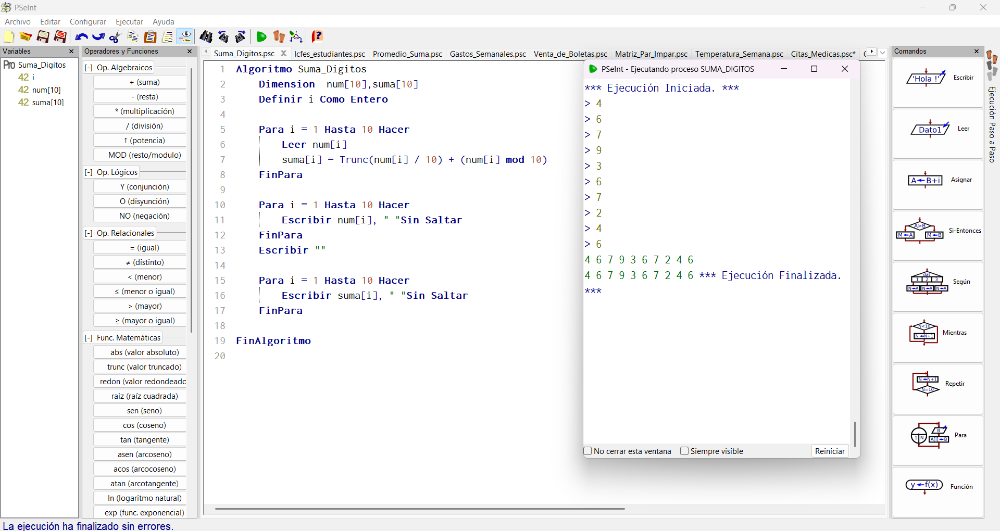 PSeInt
Archivo Editar Configurar Ejecutar Ayuda
Variables
Pro Suma_Digitos
42 i
42 num[10]
42 suma[10]
Operadores y Funciones
[-] Op. Algebraicos
+ (suma)
- (resta)
* (multiplicación)
/ (división)
↑ (potencia)
MOD (resto/modulo)
[-] Op. Lógicos
Y (conjunción)
O (disyunción)
NO (negación)
[-] Op. Relacionales
= (igual)
≠ (distinto)
< (menor)
≤ (menor o igual)
> (mayor)
≥ (mayor o igual)
[-] Func. Matemáticas
abs (valor absoluto)
trunc (valor truncado)
redon (valor redondeado
raiz (raíz cuadrada)
sen (seno)
cos (coseno)
tan (tangente)
asen (arcoseno)
acos (arcocoseno)
atan (arcotangente)
ln (logaritmo natural)
exp (func. exponencial)
Suma_Digitos.psc Icfes_estudiantes.psc Promedio_Suma.psc Gastos_Semanales.psc Venta_de_Boletas.psc Matriz_Par_Impar.psc Temperatura_Semana.psc Citas_Medicas.psc*
1 Algoritmo Suma_Digitos
2 Dimension num[10],suma[10]
3 Definir i Como Entero
4
5 Para i = 1 Hasta 10 Hacer
6 Leer num[i]
7 suma[i] = Trunc(num[i] / 10) + (num[i] mod 10)
8 FinPara
9
10 Para i = 1 Hasta 10 Hacer
11 Escribir num[i], " "Sin Saltar
12 FinPara
13 Escribir ""
14
15 Para i = 1 Hasta 10 Hacer
16 Escribir suma[i], " "Sin Saltar
17 FinPara
18
19 FinAlgoritmo
20
PSeInt - Ejecutando proceso SUMA_DIGITOS
*** Ejecución Iniciada. ***
> 4
> 6
> 7
> 9
> 3
> 6
> 7
> 2
> 4
> 6
4 6 7 9 3 6 7 2 4 6
4 6 7 9 3 6 7 2 4 6 *** Ejecución Finalizada.
***
No cerrar esta ventana Siempre visible Reiniciar
Comandos
'Hola !' Escribir
Dato1 Leer
A←B+i Asignar
A>B
M←A M←B Si-Entonces
dat
1 2 3
N←A N←A N←A Según
N<10
N←N+1 Mientras
N←N+1
N=10 Repetir
1 N B
A[i]←B Para
y←f(x) Función
Ejecución Paso a Paso
La ejecución ha finalizado sin errores.